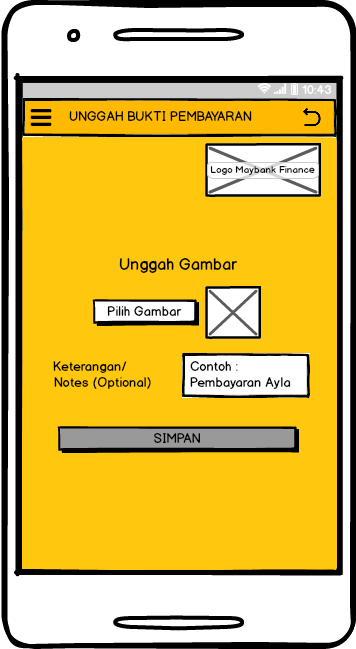 10:43
UNGGAH BUKTI PEMBAYARAN
Logo Maybank Finance
Unggah Gambar
Pilih Gambar
Keterangan/
Notes (Optional)
Contoh :
Pembayaran Ayla
SIMPAN